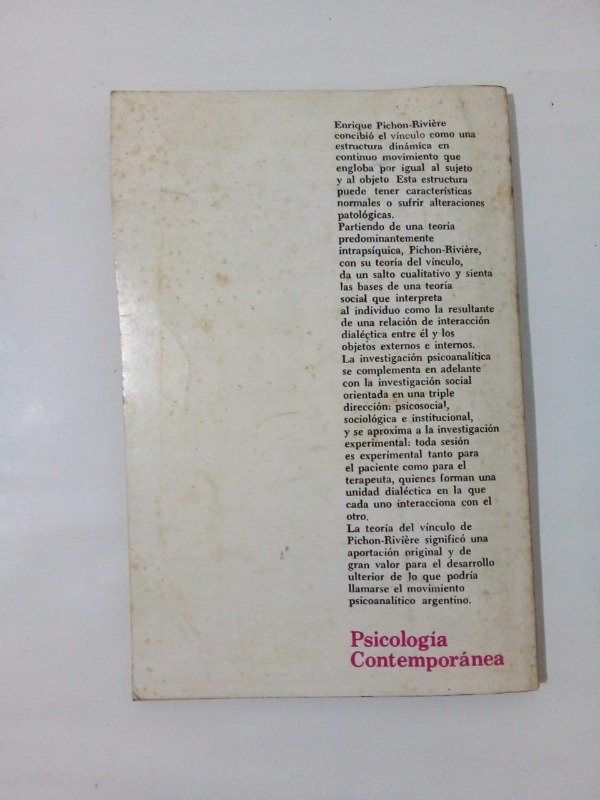 Enrique Pichon-Rivière
concibió el vínculo como una
estructura dinámica en
continuo movimiento que
engloba por igual al sujeto
y al objeto Esta estructura
puede tener características
normales o sufrir alteraciones
patológicas.
Partiendo de una teoría
predominantemente
intrapsíquica, Pichon-Rivière,
con su teoría del vínculo,
da un salto cualitativo y sienta
las bases de una teoría
social que interpreta
al individuo como la resultante
de una relación de interacción
dialéctica entre él y los
objetos externos e internos.
La investigación psicoanalítica
se complementa en adelante
con la investigación social
orientada en una triple
dirección: psicosocial,
sociológica e institucional,
y se aproxima a la investigación
experimental: toda sesión
es experimental tanto para
el paciente como para el
terapeuta, quienes forman una
unidad dialéctica en la que
cada uno interacciona con el
otro.
La teoría del vínculo de
Pichon-Rivière significó una
aportación original y de
gran valor para el desarrollo
ulterior de lo que podría
llamarse el movimiento
psicoanalítico argentino.
Psicología
Contemporánea